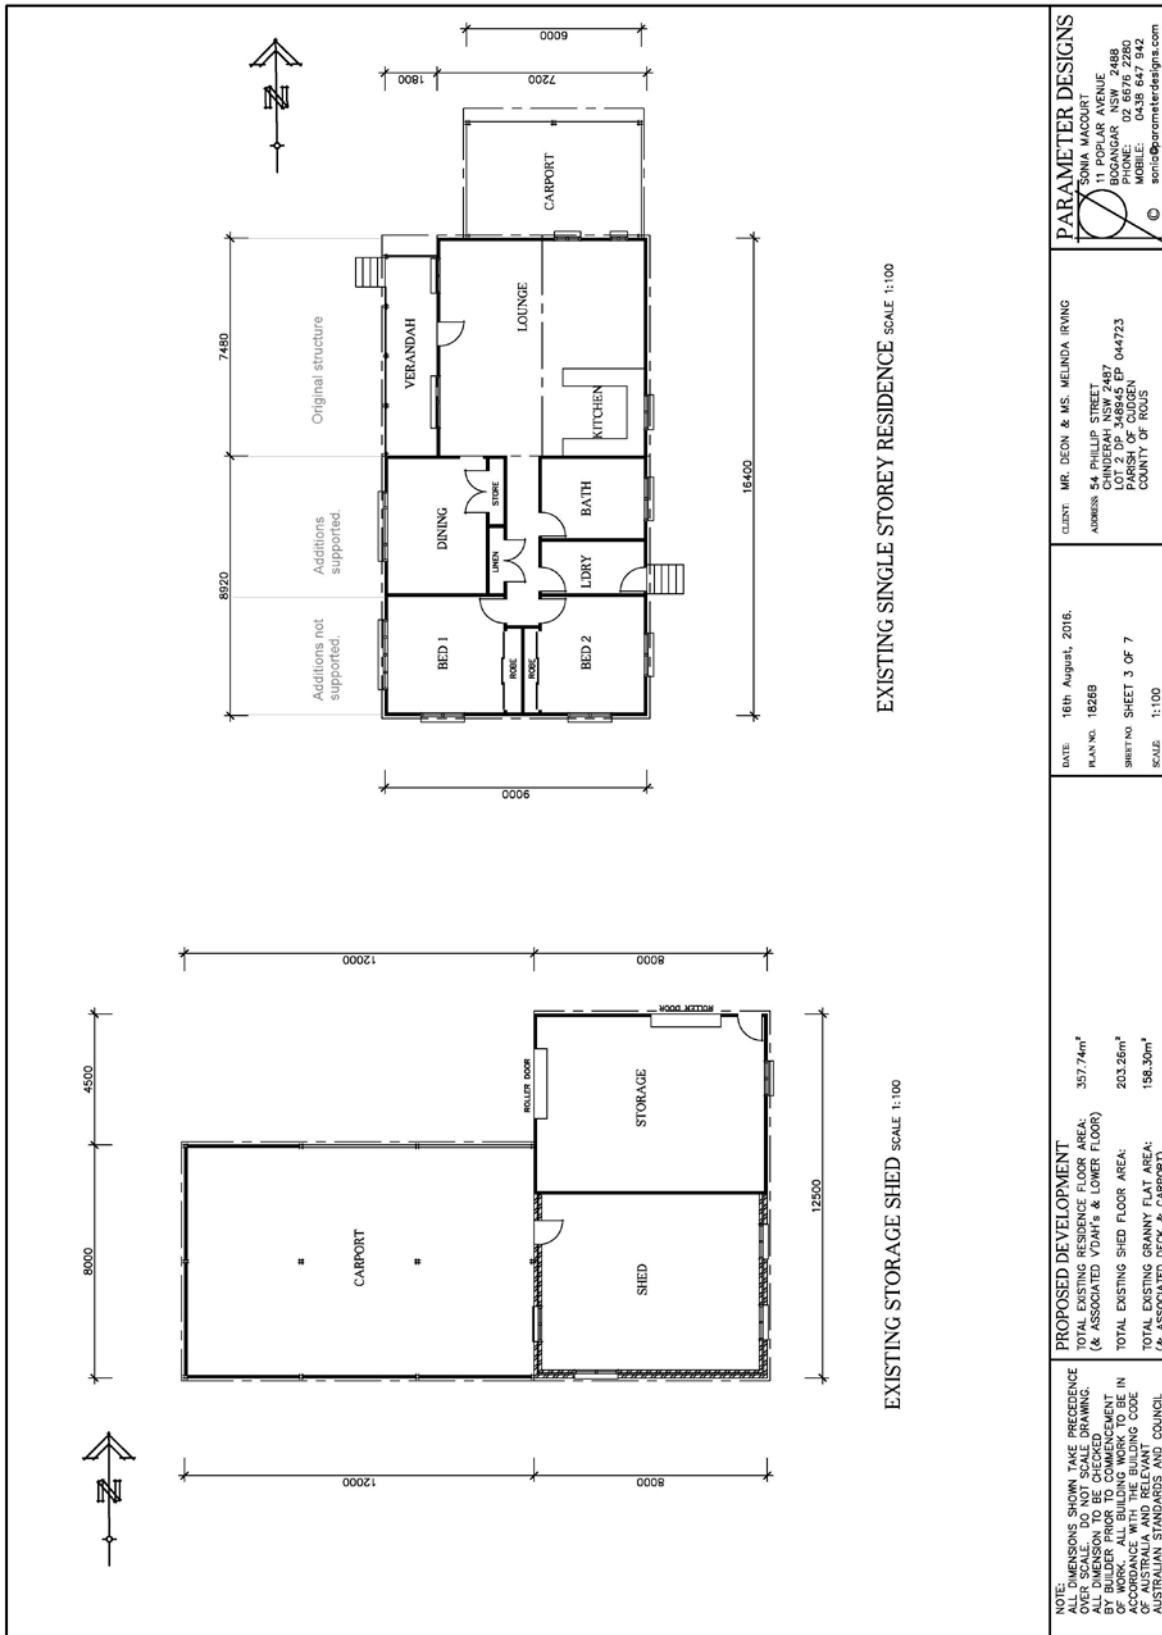 EXISTING STORAGE SHED SCALE 1:100
12000
8000
8000
4500
CARPORT
SHED
STORAGE
ROLLER DOOR
ROLLER DOOR
12500
12000
8000
N
EXISTING SINGLE STOREY RESIDENCE SCALE 1:100
9000
8920
7480
Additions not
supported.
Additions
supported.
Original structure
BED 1
DINING
VERANDAH
ROBE
ROBE
LINEN
STORE
BED 2
L'DRY
BATH
KITCHEN
LOUNGE
CARPORT
16400
1800
7200
6000
N
NOTE:
ALL DIMENSIONS SHOWN TAKE PRECEDENCE
OVER SCALE. DO NOT SCALE DRAWING.
ALL DIMENSION TO BE CHECKED
BY BUILDER PRIOR TO COMMENCEMENT
OF WORK. ALL BUILDING WORK TO BE IN
ACCORDANCE WITH THE BUILDING CODE
OF AUSTRALIA AND RELEVANT
AUSTRALIAN STANDARDS AND COUNCIL
PROPOSED DEVELOPMENT
TOTAL EXISTING RESIDENCE FLOOR AREA: 357.74m²
(& ASSOCIATED V'DAH's & LOWER FLOOR)
TOTAL EXISTING SHED FLOOR AREA: 203.26m²
TOTAL EXISTING GRANNY FLAT AREA: 158.30m²
(& ASSOCIATED DECK & CARPORT)
DATE: 16th August, 2016.
PLAN NO. 1826B
SHEET NO. SHEET 3 OF 7
SCALE: 1:100
CLIENT: MR. DEON & MS. MELINDA IRVING
ADDRESS: 54 PHILLIP STREET
CHINDERAH NSW 2487
LOT 2 DP 348945 EP 044723
PARISH OF CUDGEN
COUNTY OF ROUS
PARAMETER DESIGNS
SONIA MACOURT
11 POPLAR AVENUE
BOGANGAR NSW 2488
PHONE: 02 6676 2280
MOBILE: 0438 647 942
© sonia@parameterdesigns.com